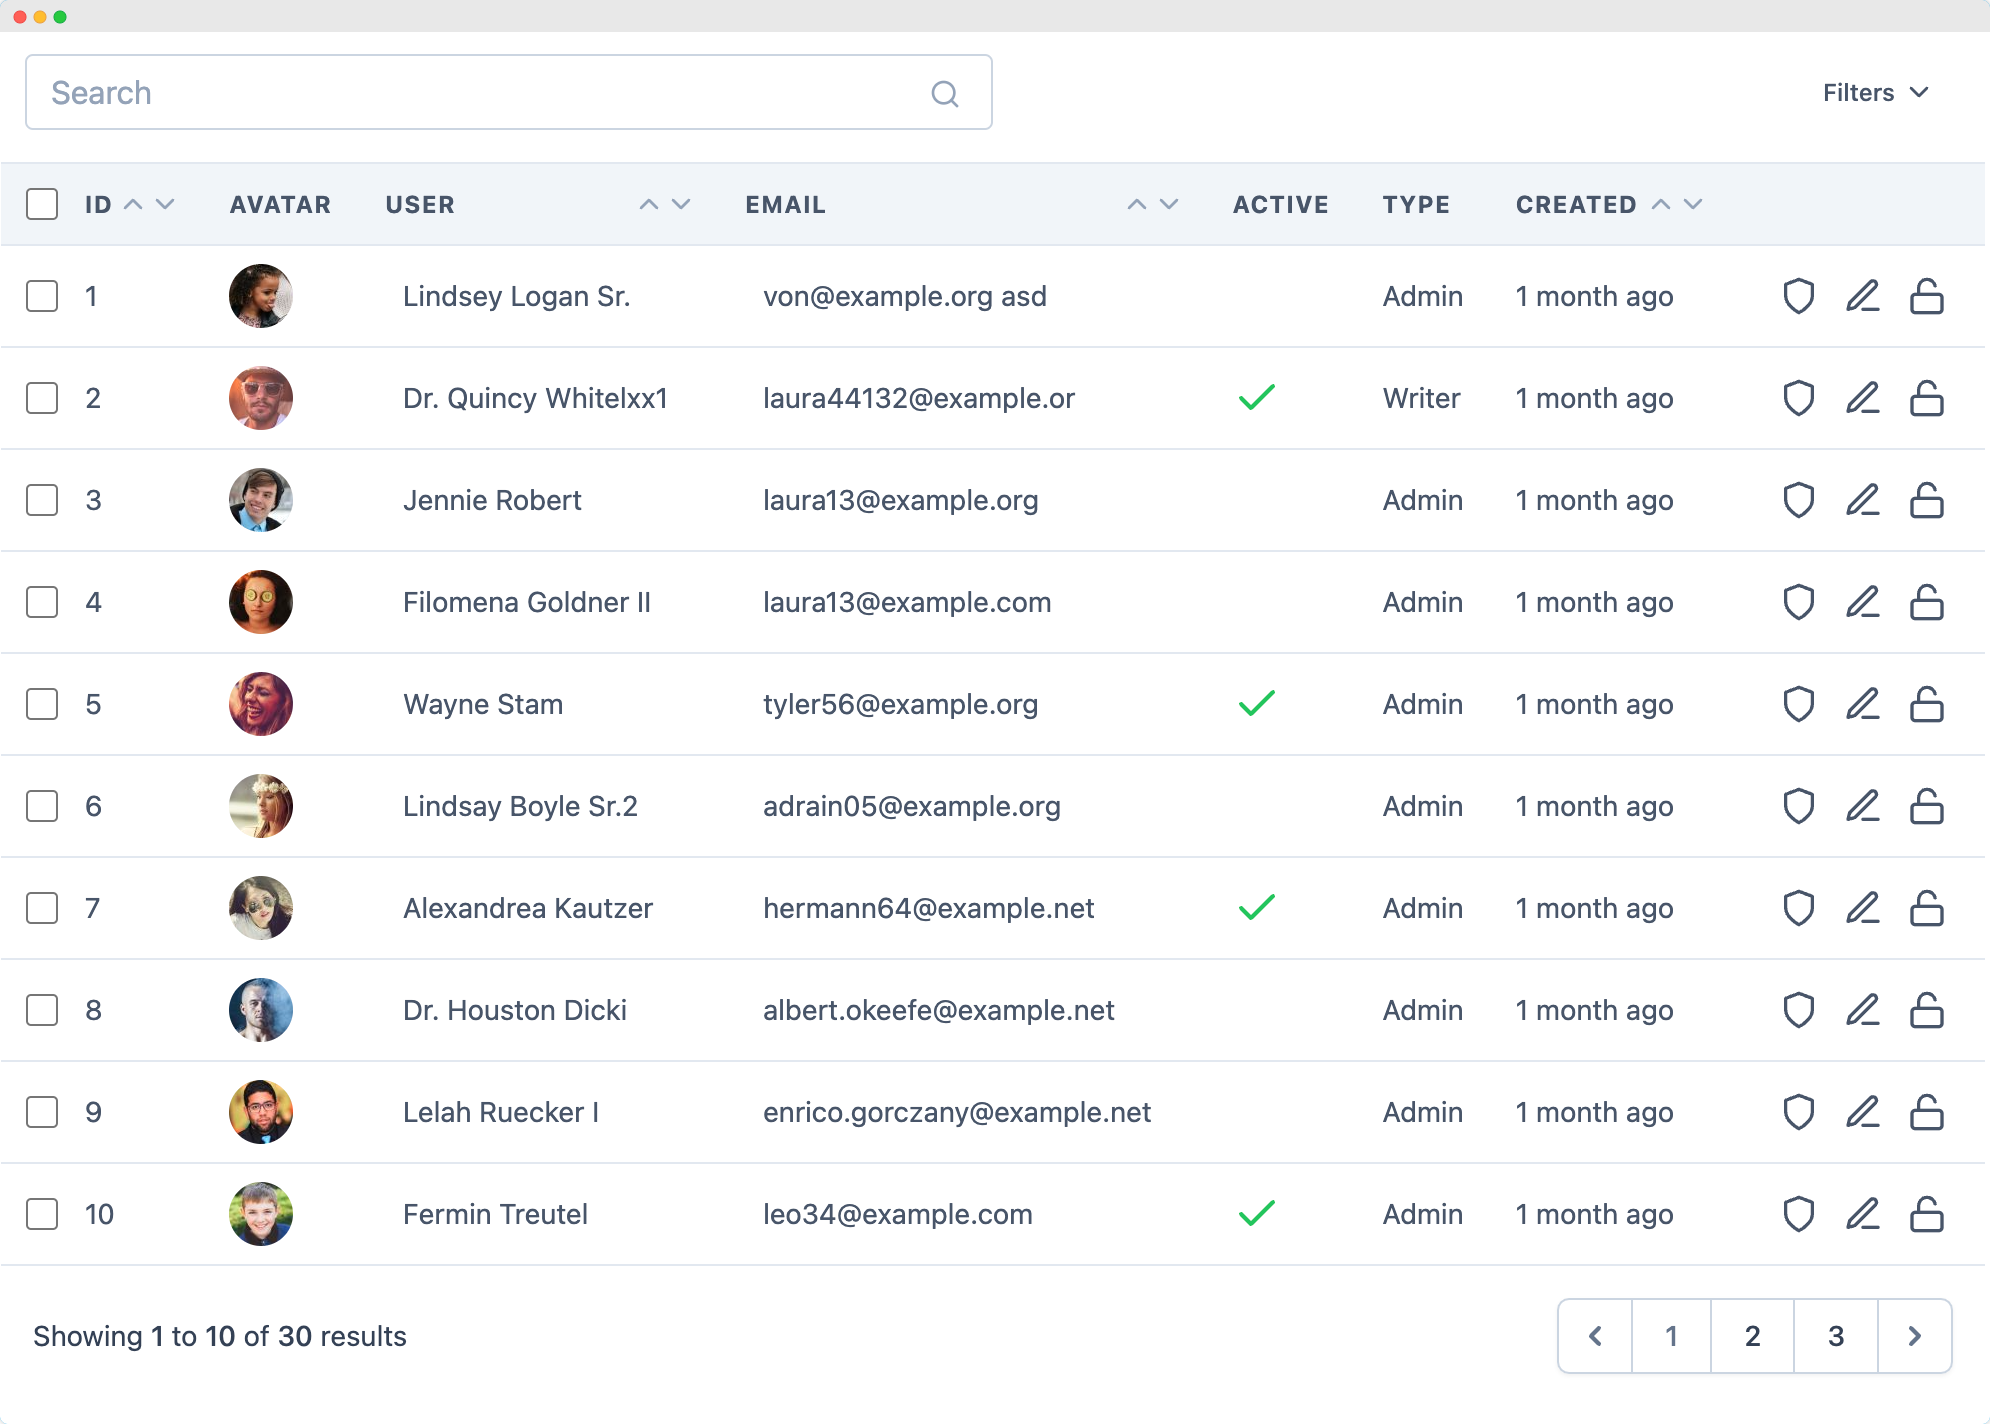 Search
Filters
ID AVATAR USER EMAIL ACTIVE TYPE CREATED
1 Lindsey Logan Sr. von@example.org asd Admin 1 month ago
2 Dr. Quincy Whitelxx1 laura44132@example.or Writer 1 month ago
3 Jennie Robert laura13@example.org Admin 1 month ago
4 Filomena Goldner II laura13@example.com Admin 1 month ago
5 Wayne Stam tyler56@example.org Admin 1 month ago
6 Lindsay Boyle Sr.2 adrain05@example.org Admin 1 month ago
7 Alexandrea Kautzer hermann64@example.net Admin 1 month ago
8 Dr. Houston Dicki albert.okeefe@example.net Admin 1 month ago
9 Lelah Ruecker I enrico.gorczany@example.net Admin 1 month ago
10 Fermin Treutel leo34@example.com Admin 1 month ago
Showing 1 to 10 of 30 results
1 2 3